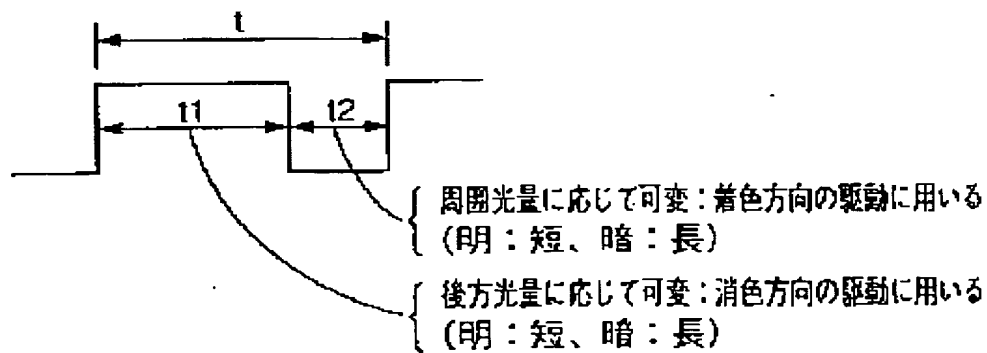 t
t1
t2
周囲光量に応じて可変：着色方向の駆動に用いる
(明：短、暗：長)
後方光量に応じて可変：消色方向の駆動に用いる
(明：短、暗：長)